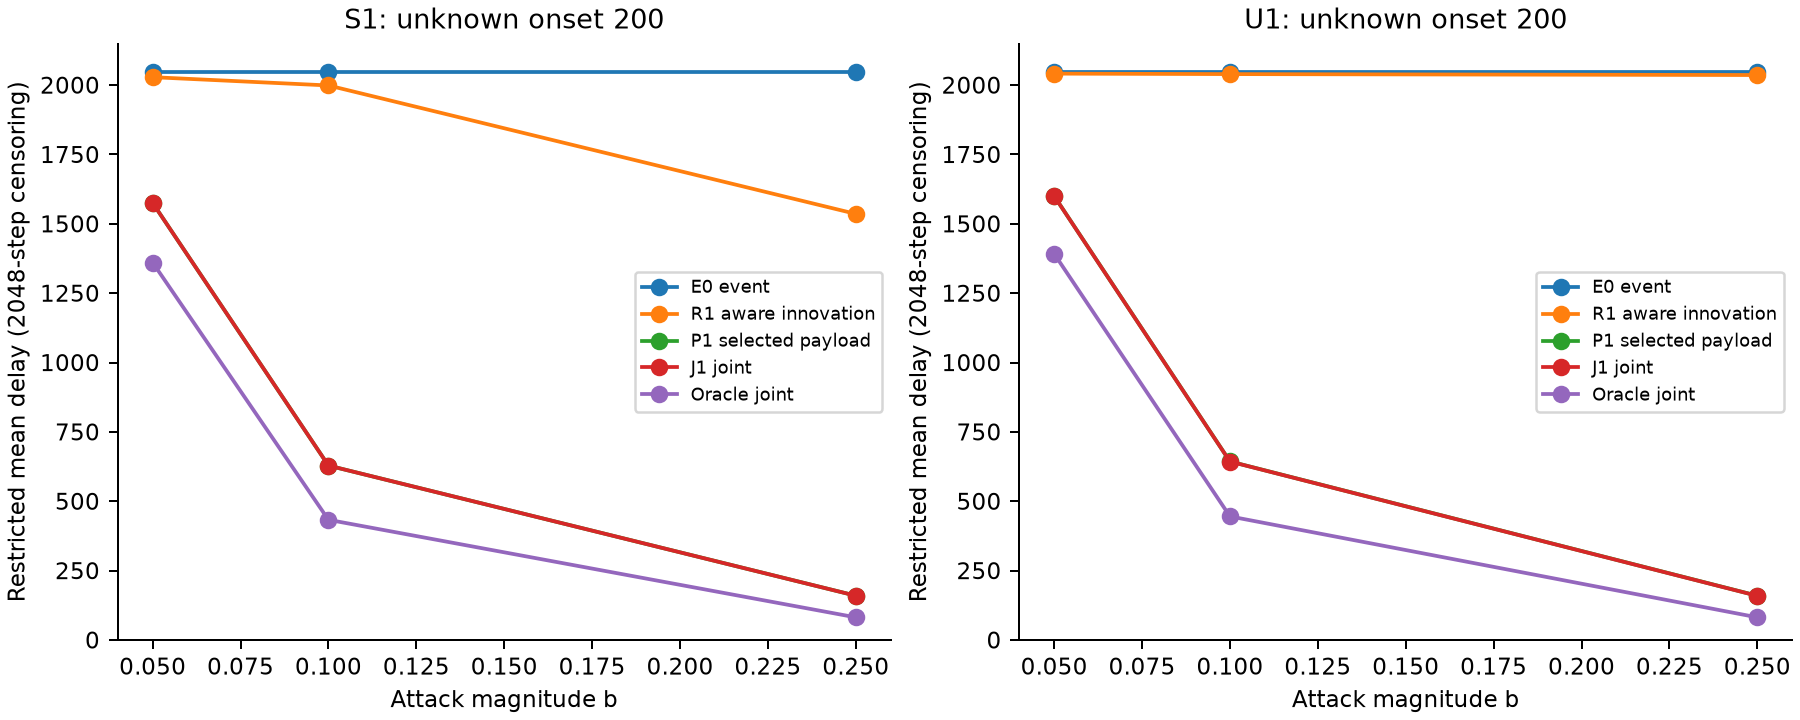 S1: unknown onset 200
Restricted mean delay (2048-step censoring)
2000
1750
1500
1250
1000
750
500
250
0
E0 event
R1 aware innovation
P1 selected payload
J1 joint
Oracle joint
0.050 0.075 0.100 0.125 0.150 0.175 0.200 0.225 0.250
Attack magnitude b
U1: unknown onset 200
Restricted mean delay (2048-step censoring)
2000
1750
1500
1250
1000
750
500
250
0
E0 event
R1 aware innovation
P1 selected payload
J1 joint
Oracle joint
0.050 0.075 0.100 0.125 0.150 0.175 0.200 0.225 0.250
Attack magnitude b